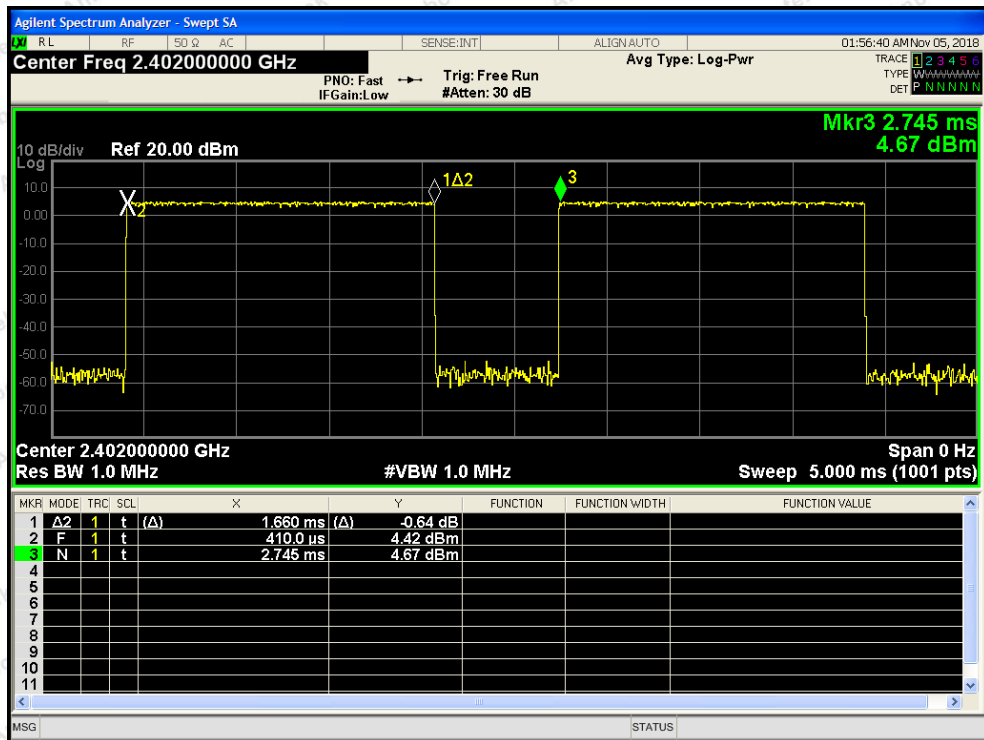 Agilent Spectrum Analyzer - Swept SA
LXI RL RF 50 Ω AC SENSE:INT ALIGN AUTO 01:56:40 AM Nov 05, 2018
Center Freq 2.402000000 GHz
PNO: Fast
IFGain:Low
Trig: Free Run
#Atten: 30 dB
Avg Type: Log-Pwr
TRACE 1 2 3 4 5 6
TYPE WWWWWW
DET P N N N N N
Mkr3 2.745 ms
4.67 dBm
10 dB/div Ref 20.00 dBm
Log
10.0
0.00
-10.0
-20.0
-30.0
-40.0
-50.0
-60.0
-70.0
2
1Δ2
3
Center 2.402000000 GHz Span 0 Hz
Res BW 1.0 MHz #VBW 1.0 MHz Sweep 5.000 ms (1001 pts)
MKR MODE TRC SCL X Y FUNCTION FUNCTION WIDTH FUNCTION VALUE
1 Δ2 1 t (Δ) 1.660 ms (Δ) -0.64 dB
2 F 1 t 410.0 µs 4.42 dBm
3 N 1 t 2.745 ms 4.67 dBm
4
5
6
7
8
9
10
11
MSG STATUS